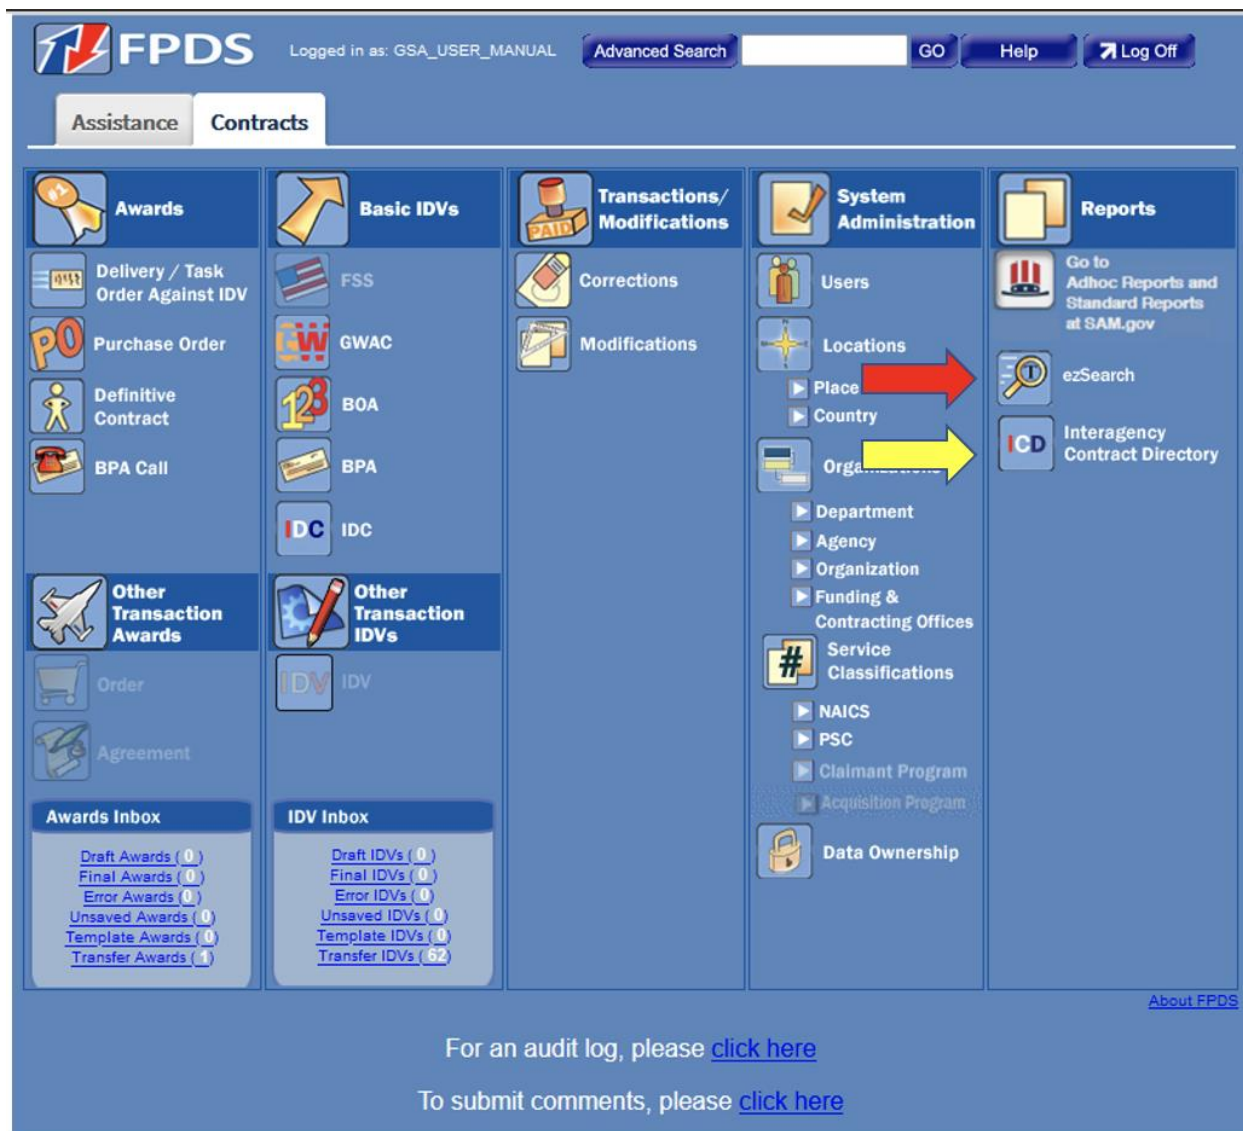 FPDS
Logged in as: GSA_USER_MANUAL
Advanced Search
GO
Help
Log Off
Assistance
Contracts
#1
Awards
Delivery / Task
Order Against IDV
PO
Purchase Order
Definitive
Contract
BPA Call
Other
Transaction
Awards
Order
Agreement
Awards Inbox
Draft Awards ( 0 )
Final Awards ( 0 )
Error Awards ( 0 )
Unsaved Awards ( 0 )
Template Awards ( 0 )
Transfer Awards ( 1 )
Basic IDVs
FSS
GW
GWAC
123
BOA
BPA
IDC
IDC
Other
Transaction
IDVs
IDV
IDV
IDV Inbox
Draft IDVs ( 0 )
Final IDVs ( 0 )
Error IDVs ( 0 )
Unsaved IDVs ( 0 )
Template IDVs ( 0 )
Transfer IDVs ( 62 )
PAID
Transactions/
Modifications
Corrections
Modifications
System
Administration
Users
Locations
Place
Country
Department
Agency
Organization
Funding &
Contracting Offices
#
Service
Classifications
NAICS
PSC
Claimant Program
Acquisition Program
Data Ownership
Reports
Go to
Adhoc Reports and
Standard Reports
at SAM.gov
T
ezSearch
ICD
Interagency
Contract Directory
About FPDS
For an audit log, please click here
To submit comments, please click here